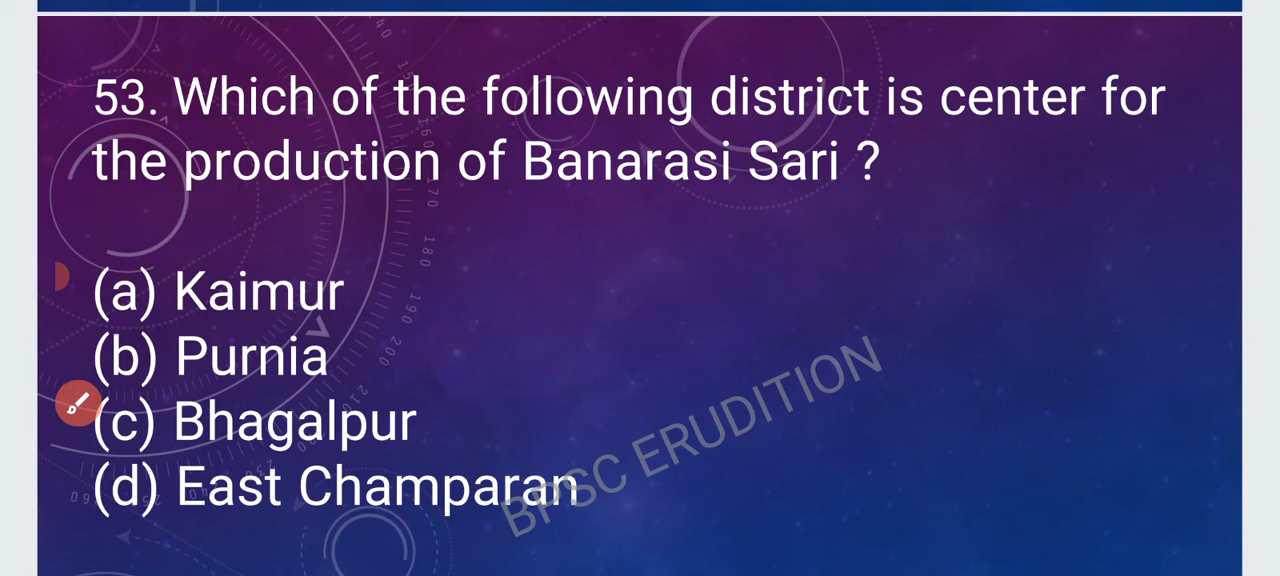 53. Which of the following district is center for
the production of Banarasi Sari ?
(a) Kaimur
(b) Purnia
(c) Bhagalpur
(d) East Champaran
BPSC ERUDITION